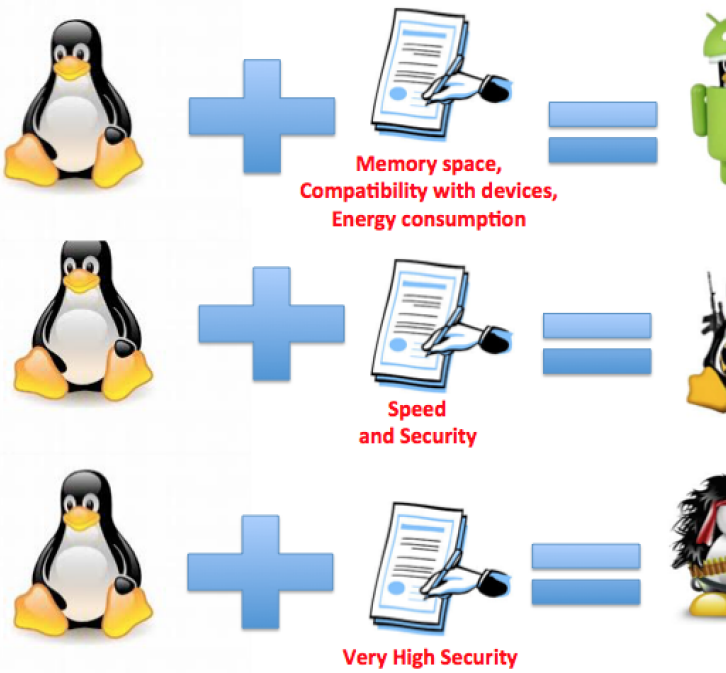 Memory space,
Compatibility with devices,
Energy consumption
Speed
and Security
Very High Security